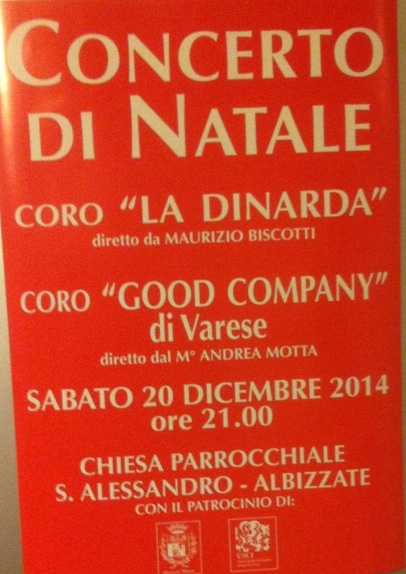 CONCERTO
DI NATALE
CORO "LA DINARDA"
diretto da MAURIZIO BISCOTTI
CORO "GOOD COMPANY"
di Varese
diretto dal M° ANDREA MOTTA
SABATO 20 DICEMBRE 2014
ore 21.00
CHIESA PARROCCHIALE
S. ALESSANDRO - ALBIZZATE
CON IL PATROCINIO DI:
USCI